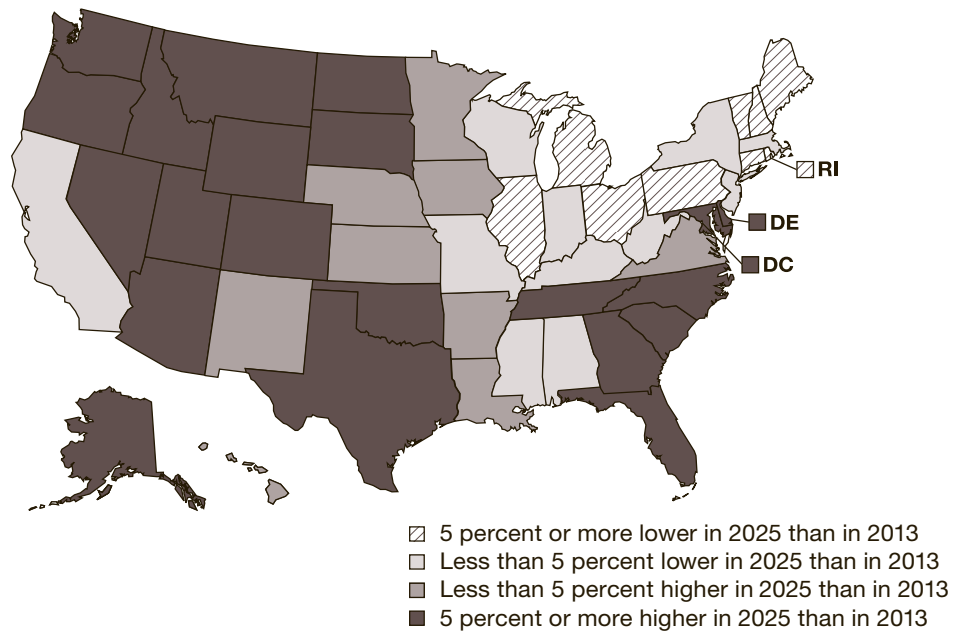 RI
DE
DC
5 percent or more lower in 2025 than in 2013
Less than 5 percent lower in 2025 than in 2013
Less than 5 percent higher in 2025 than in 2013
5 percent or more higher in 2025 than in 2013